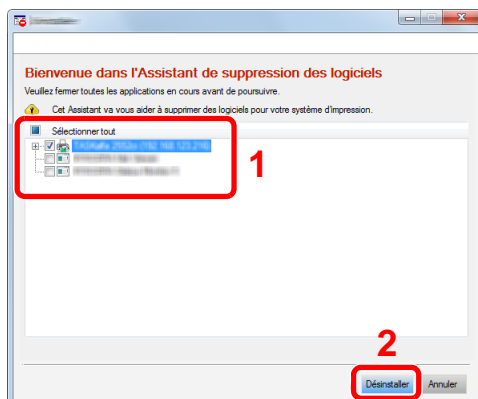 Bienvenue dans l'Assistant de suppression des logiciels
Veuillez fermer toutes les applications en cours avant de poursuivre.
Cet Assistant va vous aider à supprimer des logiciels pour votre système d'impression.
Sélectionner tout
1
2
Désinstaller Annuler